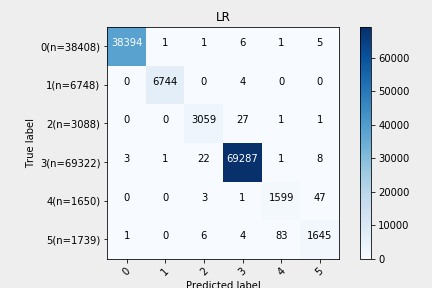 LR
0(n=38408) 38394 1 1 6 1 5
1(n=6748) 0 6744 0 4 0 0
2(n=3088) 0 0 3059 27 1 1
3(n=69322) 3 1 22 69287 1 8
4(n=1650) 0 0 3 1 1599 47
5(n=1739) 1 0 6 4 83 1645
0 1 2 3 4 5
True label
Predicted label
60000
50000
40000
30000
20000
10000
0